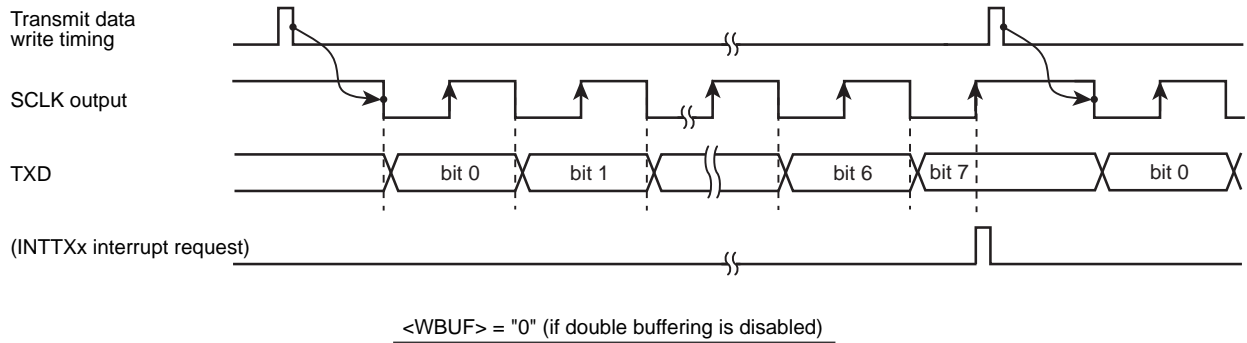 Transmit data
write timing
SCLK output
TXD
bit 0
bit 1
bit 6
bit 7
bit 0
(INTTXx interrupt request)
<WBUF> = "0" (if double buffering is disabled)